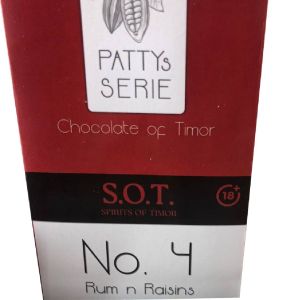 PATTYs
SERIE
Chocolate of Timor
S.O.T.
SPIRITS OF TIMOR
18+
No. 4
Rum n Raisins